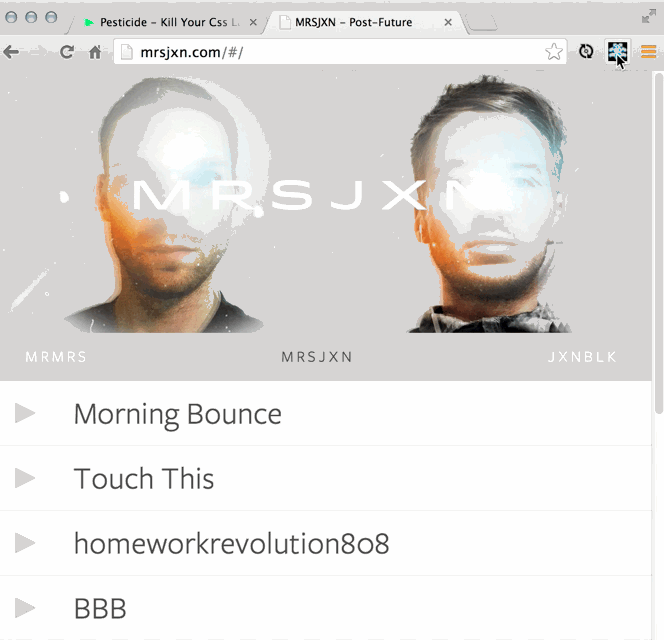 Pesticide – Kill Your Css L
MRSJXN – Post-Future
mrsjxn.com/#/
MRSJXN
MRMRS
MRSJXN
JXNBLK
Morning Bounce
Touch This
homeworkrevolution808
BBB